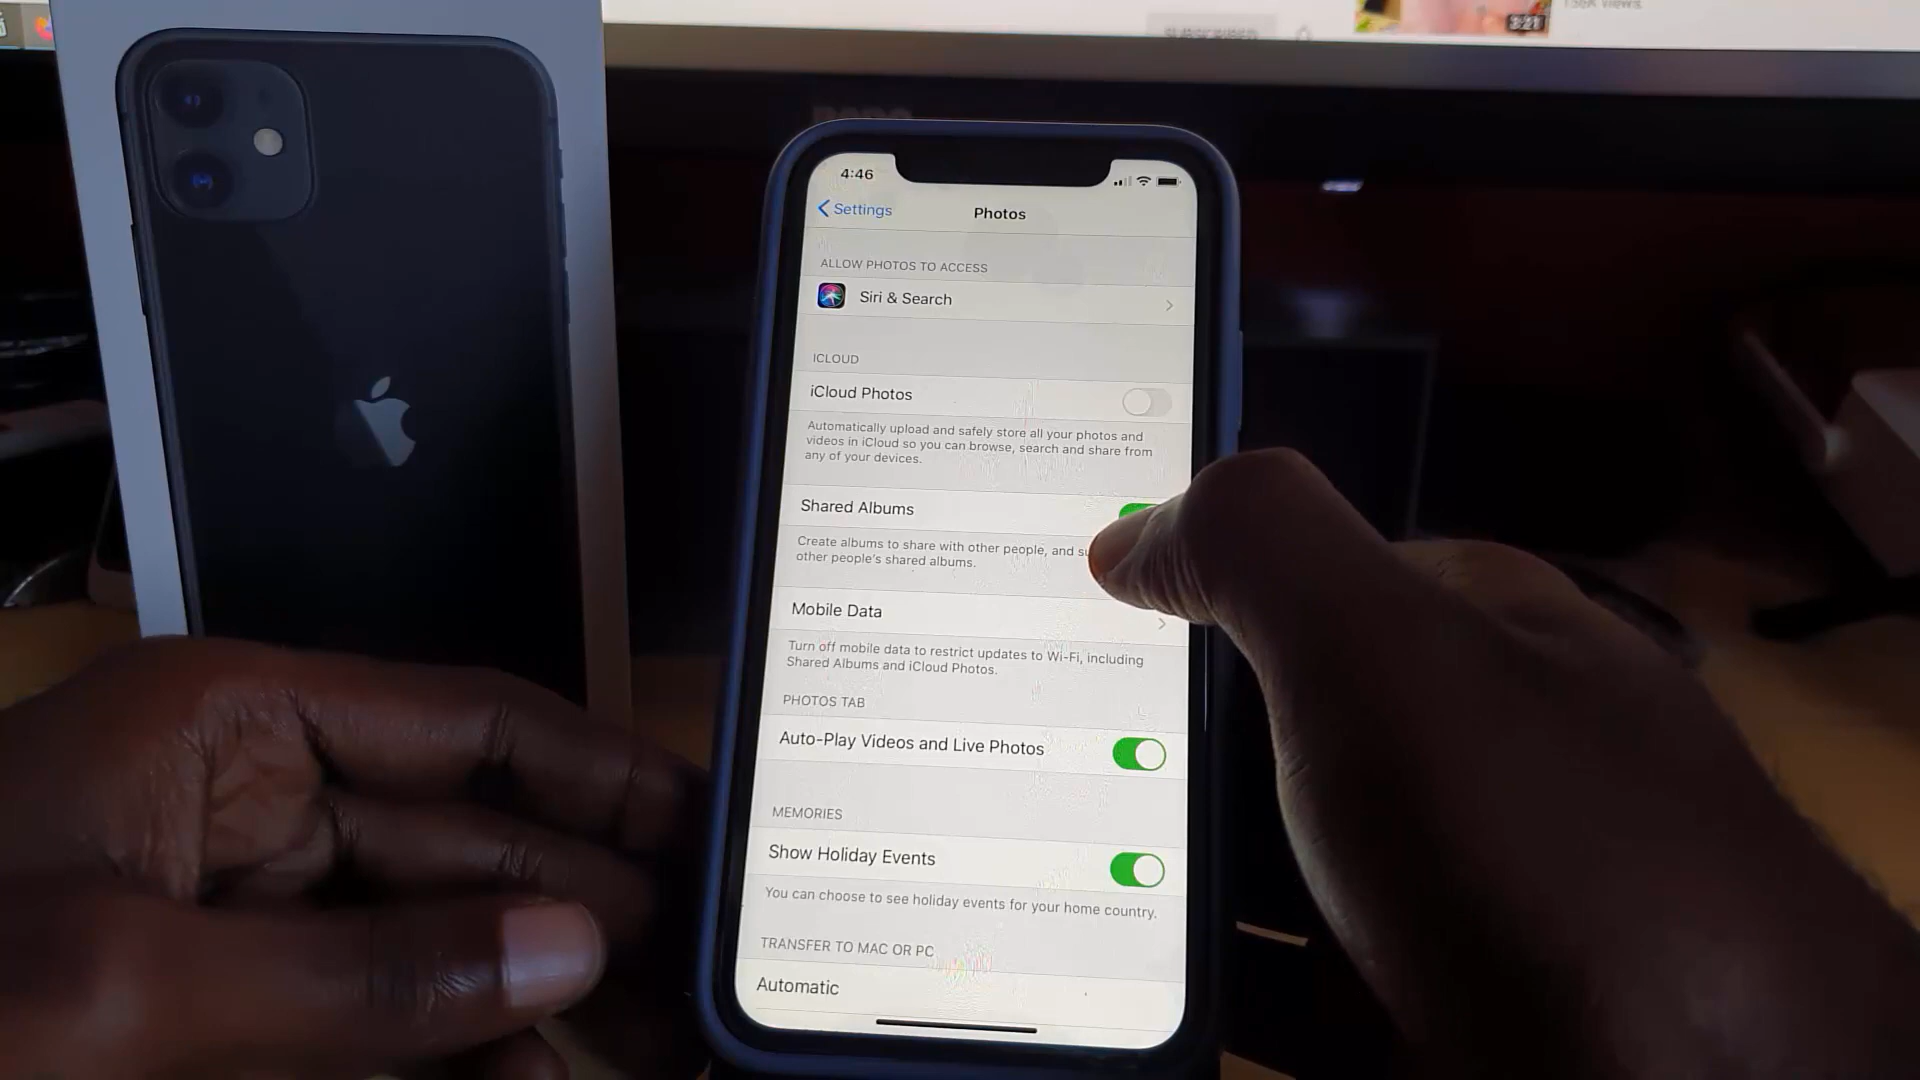 SUBSCRIBED
3:21
156K views
4:46
Settings
Photos
ALLOW PHOTOS TO ACCESS
Siri & Search
ICLOUD
iCloud Photos
Automatically upload and safely store all your photos and
videos in iCloud so you can browse, search and share from
any of your devices.
Shared Albums
Create albums to share with other people, and
other people's shared albums.
Mobile Data
Turn off mobile data to restrict updates to Wi-Fi, including
Shared Albums and iCloud Photos.
PHOTOS TAB
Auto-Play Videos and Live Photos
MEMORIES
Show Holiday Events
You can choose to see holiday events for your home country.
TRANSFER TO MAC OR PC
Automatic